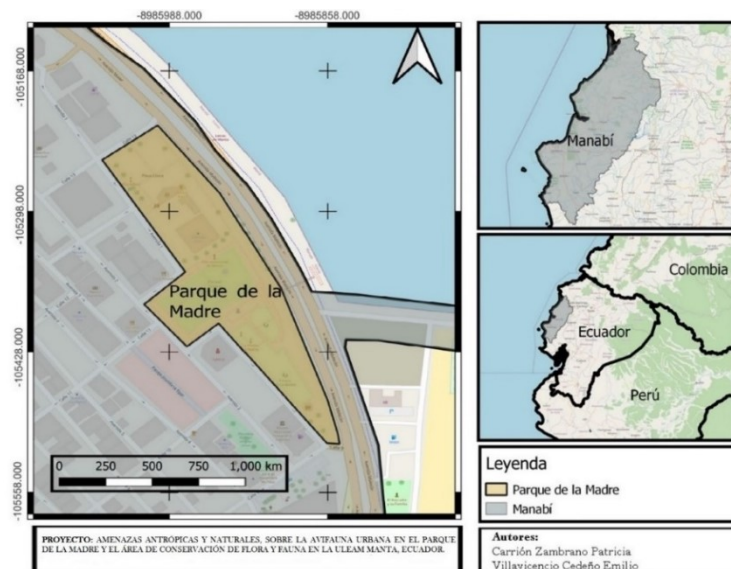 -8985988.000
-8985858.000
-105168.000
-105298.000
-105428.000
-105558.000
Parque de la
Madre
0 250 500 750 1,000 km
Manabí
Colombia
Ecuador
Perú
Leyenda
Parque de la Madre
Manabí
PROYECTO: AMENAZAS ANTRÓPICAS Y NATURALES, SOBRE LA AVIFAUNA URBANA EN EL PARQUE
DE LA MADRE Y EL ÁREA DE CONSERVACIÓN DE FLORA Y FAUNA EN LA ULEAM MANTA, ECUADOR.
Autores:
Carrión Zambrano Patricia
Villavicencio Cedeño Emilio